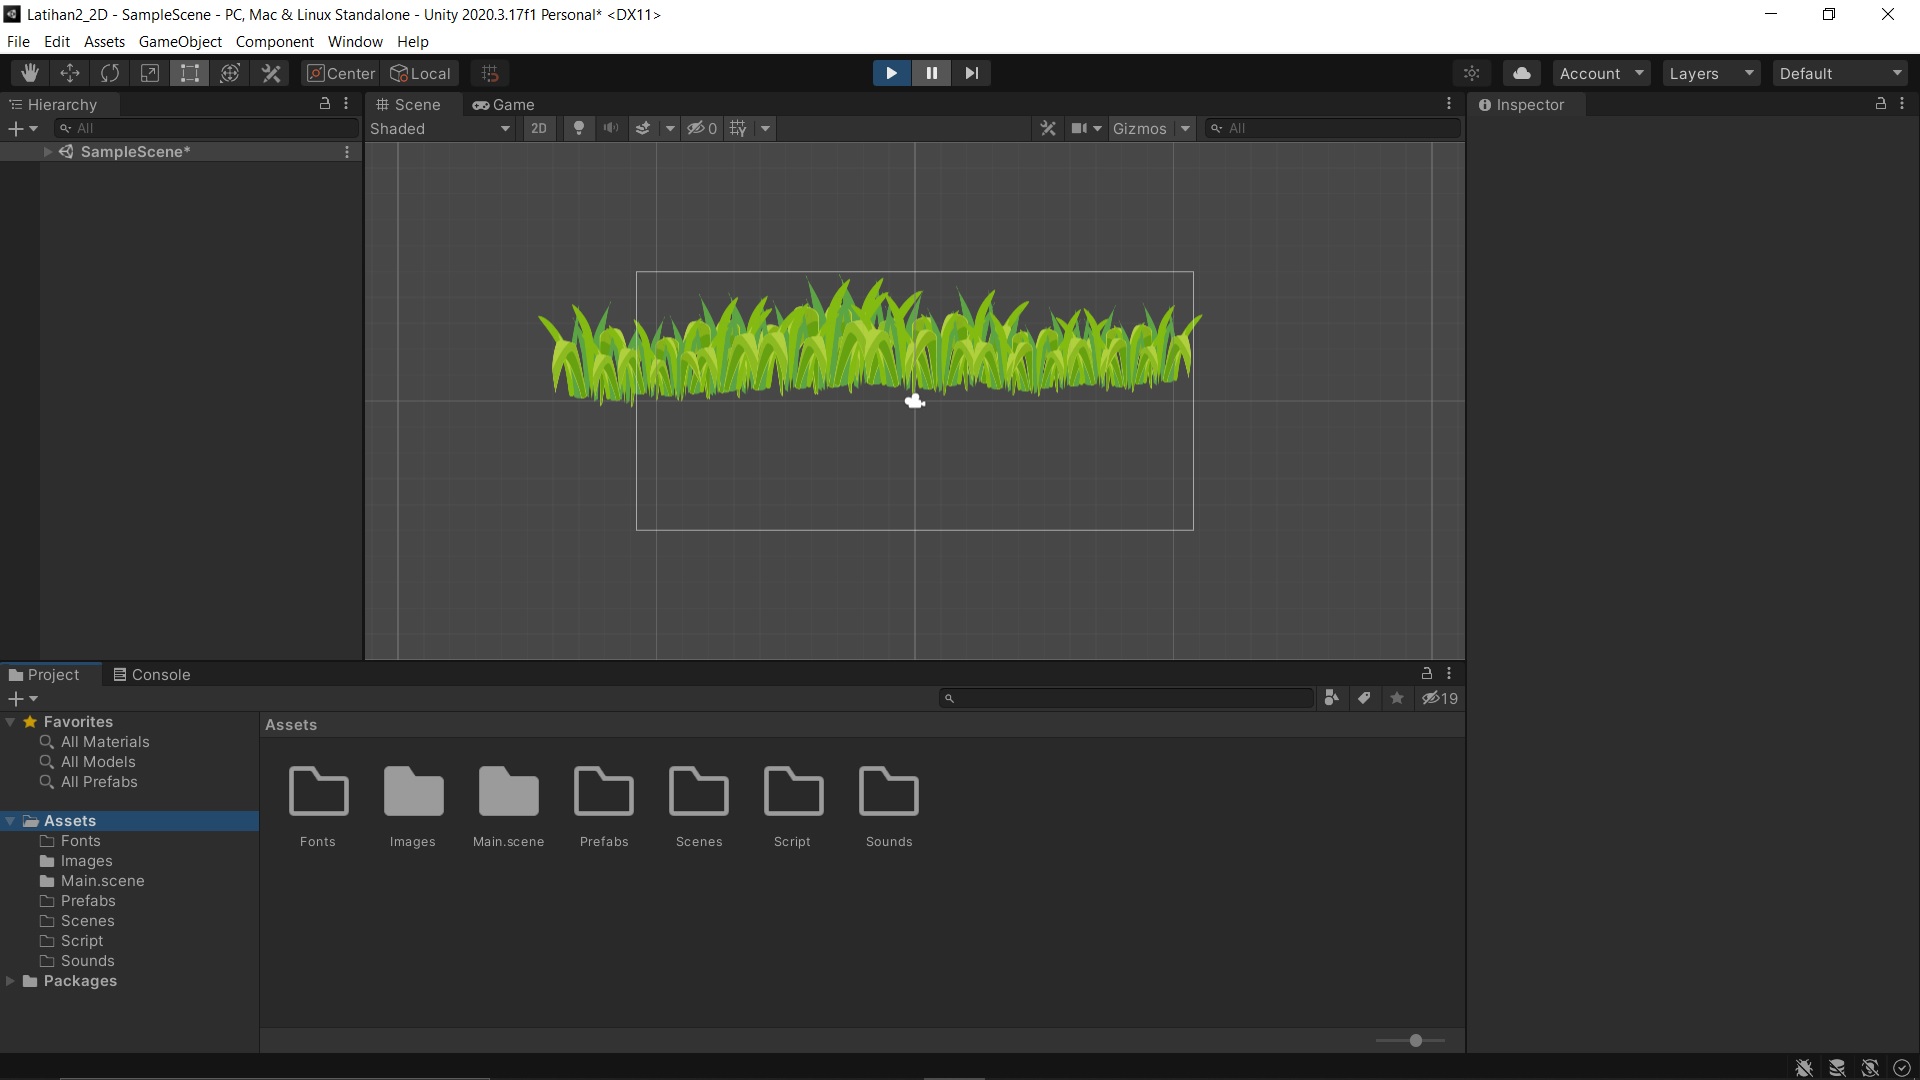 Latihan2_2D - SampleScene - PC, Mac & Linux Standalone - Unity 2020.3.17f1 Personal* <DX11>
File Edit Assets GameObject Component Window Help
Center Local Account Layers Default
Hierarchy Scene Game Inspector
All Shaded 2D 0 Gizmos All
SampleScene*
Project Console
19
Favorites Assets
All Materials
All Models
All Prefabs
Assets
Fonts
Images
Main.scene
Prefabs
Scenes
Script
Sounds
Packages
Fonts Images Main.scene Prefabs Scenes Script Sounds